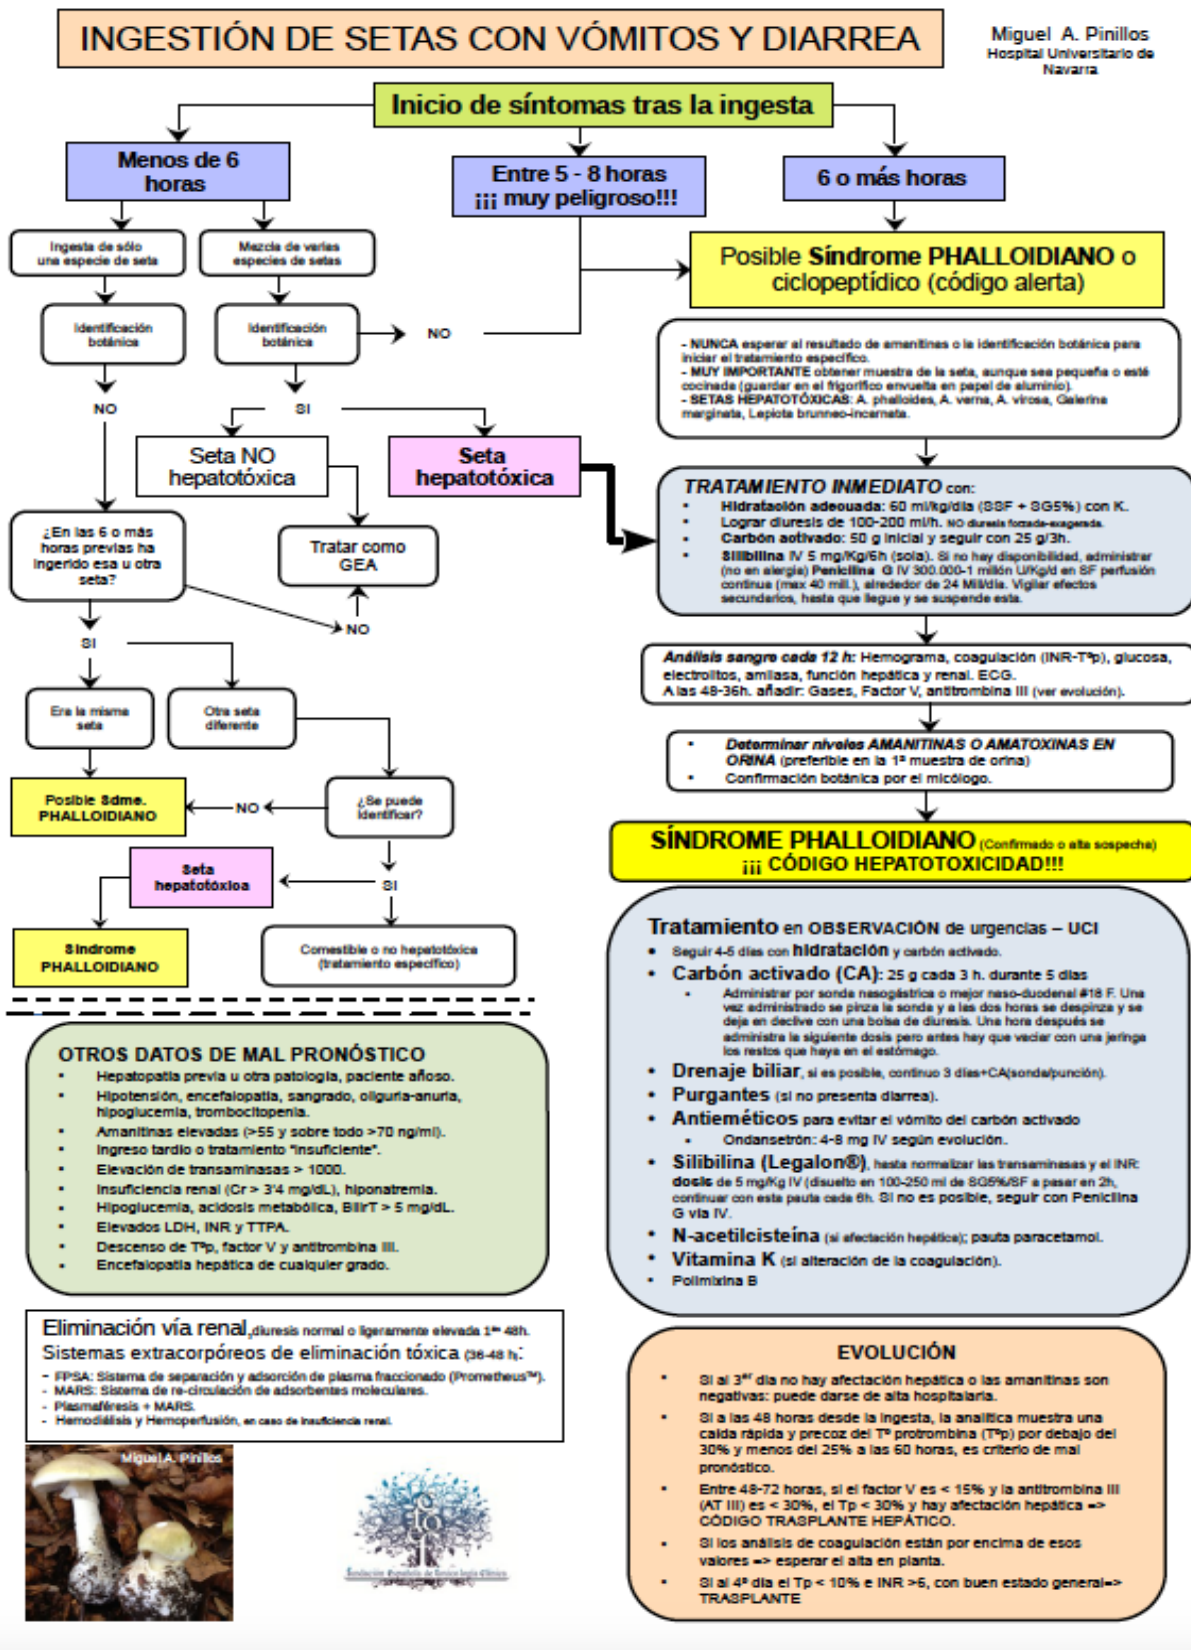 INGESTIÓN DE SETAS CON VÓMITOS Y DIARREA
Miguel A. Pinillos
Hospital Universitario de
Navarra
Inicio de síntomas tras la ingesta
Menos de 6
horas
Entre 5 - 8 horas
¡¡¡ muy peligroso!!!
6 o más horas
Ingesta de sólo
una especie de seta
Mezcla de varias
especies de setas
Posible Síndrome PHALLOIDIANO o
ciclopeptídico (código alerta)
Identificación
botánica
Identificación
botánica
NO
- NUNCA esperar al resultado de amanitinas o la identificación botánica para
iniciar el tratamiento específico.
- MUY IMPORTANTE obtener muestra de la seta, aunque sea pequeña o esté
cocinada (guardar en el frigorífico envuelta en papel de aluminio).
- SETAS HEPATOTÓXICAS: A. phalloides, A. verna, A. virosa, Galerina
marginata, Lepiota brunneo-incarnata.
NO
SI
Seta NO
hepatotóxica
Seta
hepatotóxica
TRATAMIENTO INMEDIATO con:
▪ Hidratación adecuada: 60 ml/kg/día (SSF + SG5%) con K.
▪ Lograr diuresis de 100-200 ml/h. NO diuresis forzada-exagerada.
▪ Carbón activado: 50 g inicial y seguir con 25 g/3h.
▪ Silibilina IV 5 mg/Kg/6h (sola). Si no hay disponibilidad, administrar
(no en alergia) Penicilina G IV 300.000-1 millón U/Kg/d en SF perfusión
continua (max 40 mill.), alrededor de 24 Mill/día. Vigilar efectos
secundarios, hasta que llegue y se suspende esta.
¿En las 6 o más
horas previas ha
ingerido esa u otra
seta?
Tratar como
GEA
NO
SI
Análisis sangre cada 12 h: Hemograma, coagulación (INR-Tªp), glucosa,
electrolitos, amilasa, función hepática y renal. ECG.
A las 48-36h. añadir: Gases, Factor V, antitrombina III (ver evolución).
Era la misma
seta
Otra seta
diferente
▪ Determinar niveles AMANITINAS O AMATOXINAS EN
ORINA (preferible en la 1ª muestra de orina)
▪ Confirmación botánica por el micólogo.
Posible Sdme.
PHALLOIDIANO
NO
¿Se puede
identificar?
SÍNDROME PHALLOIDIANO (Confirmado o alta sospecha)
¡¡¡ CÓDIGO HEPATOTOXICIDAD!!!
Seta
hepatotóxica
SI
Síndrome
PHALLOIDIANO
Comestible o no hepatotóxica
(tratamiento específico)
Tratamiento en OBSERVACIÓN de urgencias – UCI
• Seguir 4-5 días con hidratación y carbón activado.
• Carbón activado (CA): 25 g cada 3 h. durante 5 días
▪ Administrar por sonda nasogástrica o mejor naso-duodenal #18 F. Una
vez administrado se pinza la sonda y a las dos horas se despinza y se
deja en declive con una bolsa de diuresis. Una hora después se
administra la siguiente dosis pero antes hay que vaciar con una jeringa
los restos que haya en el estómago.
• Drenaje biliar, si es posible, continuo 3 días+CA(sonda/punción).
• Purgantes (si no presenta diarrea).
• Antieméticos para evitar el vómito del carbón activado
▪ Ondansetrón: 4-8 mg IV según evolución.
• Silibilina (Legalon®), hasta normalizar las transaminasas y el INR:
dosis de 5 mg/Kg IV (disuelto en 100-250 ml de SG5%/SF a pasar en 2h,
continuar con esta pauta cada 6h. Si no es posible, seguir con Penicilina
G vía IV.
• N-acetilcisteína (si afectación hepática); pauta paracetamol.
• Vitamina K (si alteración de la coagulación).
• Polimixina B
OTROS DATOS DE MAL PRONÓSTICO
▪ Hepatopatía previa u otra patología, paciente añoso.
▪ Hipotensión, encefalopatía, sangrado, oliguria-anuria,
hipoglucemia, trombocitopenia.
▪ Amanitinas elevadas (>55 y sobre todo >70 ng/ml).
▪ Ingreso tardío o tratamiento "insuficiente".
▪ Elevación de transaminasas > 1000.
▪ Insuficiencia renal (Cr > 3'4 mg/dL), hiponatremia.
▪ Hipoglucemia, acidosis metabólica, BilirT > 5 mg/dL.
▪ Elevados LDH, INR y TTPA.
▪ Descenso de Tªp, factor V y antitrombina III.
▪ Encefalopatía hepática de cualquier grado.
Eliminación vía renal, diuresis normal o ligeramente elevada 1ªˢ 48h.
Sistemas extracorpóreos de eliminación tóxica (36-48 h):
- FPSA: Sistema de separación y adsorción de plasma fraccionado (Prometheus™).
- MARS: Sistema de re-circulación de adsorbentes moleculares.
- Plasmaféresis + MARS.
- Hemodiálisis y Hemoperfusión, en caso de insuficiencia renal.
EVOLUCIÓN
▪ Si al 3ᵉʳ día no hay afectación hepática o las amanitinas son
negativas: puede darse de alta hospitalaria.
▪ Si a las 48 horas desde la ingesta, la analítica muestra una
caída rápida y precoz del Tº protrombina (Tºp) por debajo del
30% y menos del 25% a las 60 horas, es criterio de mal
pronóstico.
▪ Entre 48-72 horas, si el factor V es < 15% y la antitrombina III
(AT III) es < 30%, el Tp < 30% y hay afectación hepática =>
CÓDIGO TRASPLANTE HEPÁTICO.
▪ Si los análisis de coagulación están por encima de esos
valores => esperar el alta en planta.
▪ Si al 4º día el Tp < 10% e INR >6, con buen estado general=>
TRASPLANTE
Miguel A. Pinillos
Fundación Española de Toxicología Clínica